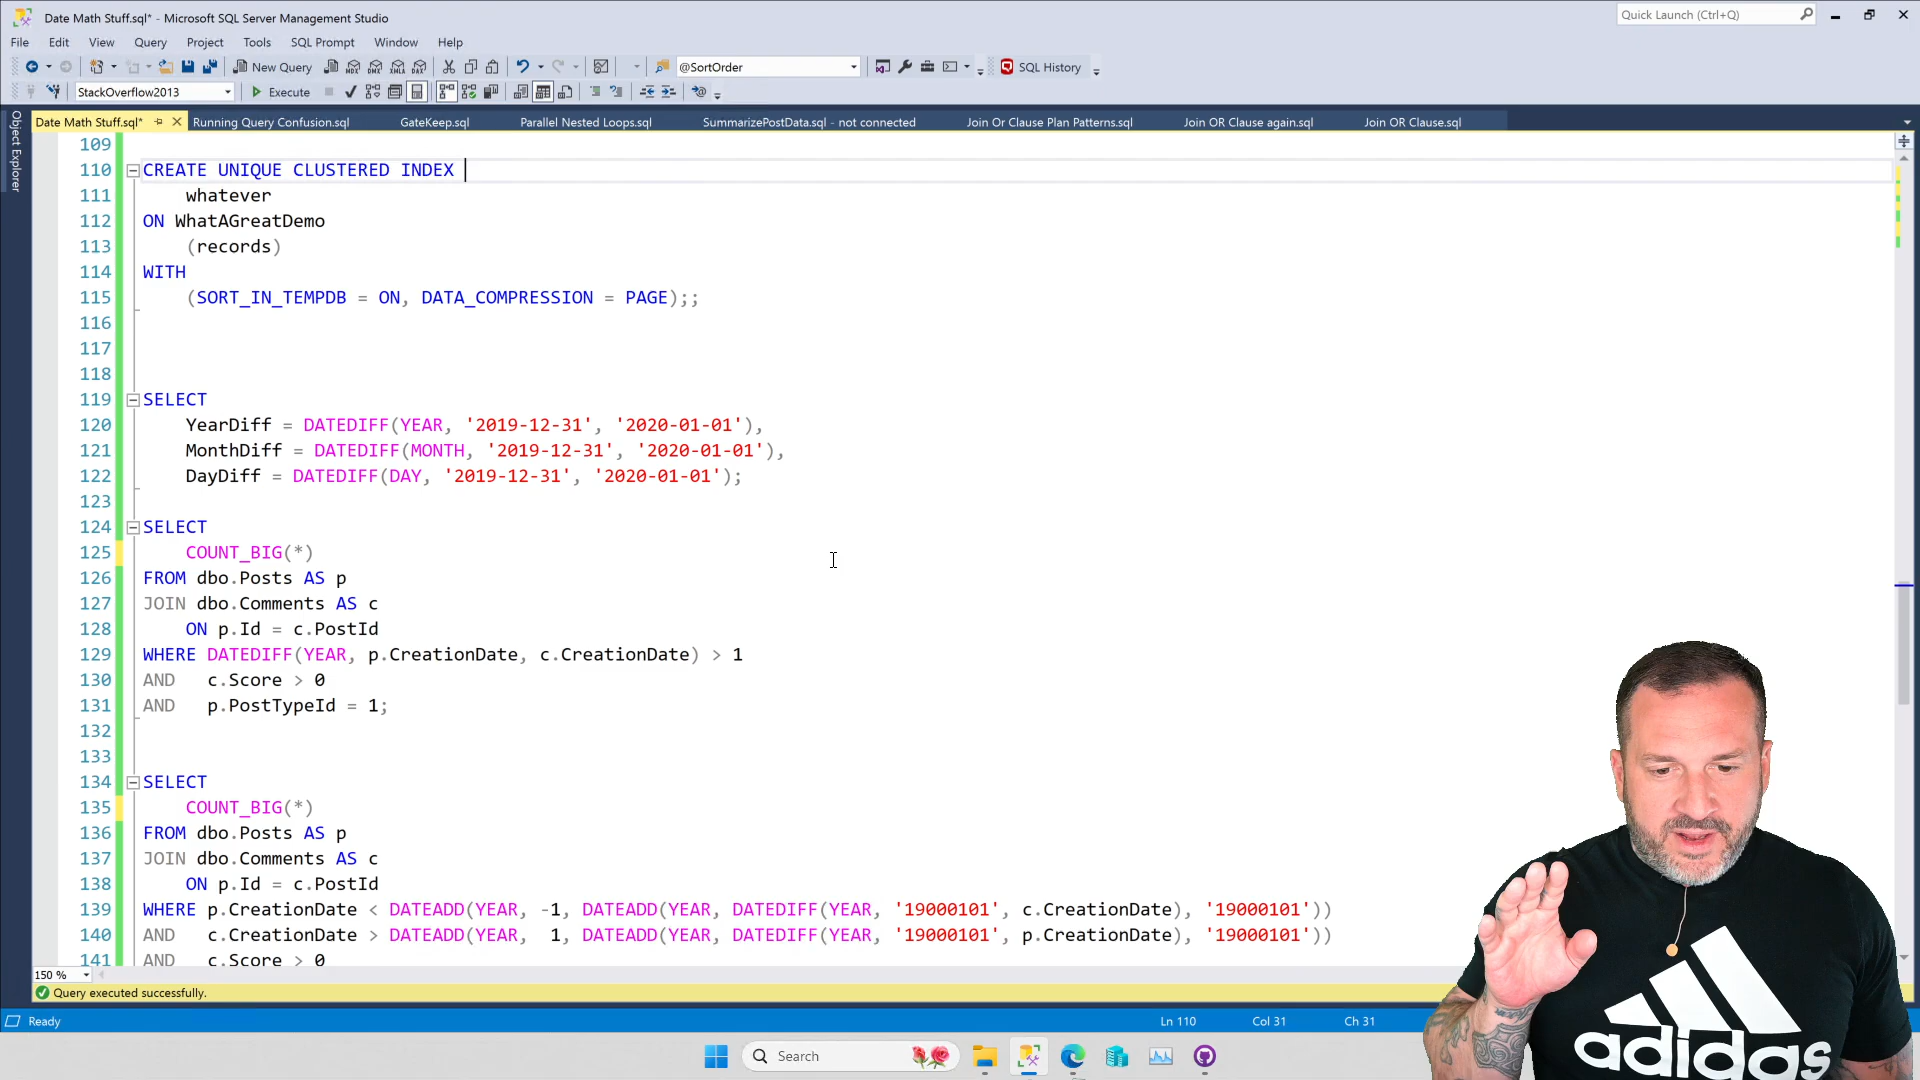 Date Math Stuff.sql* - Microsoft SQL Server Management Studio
Quick Launch (Ctrl+Q)
File Edit View Query Project Tools SQL Prompt Window Help
New Query
MDX DMX XMLA DAX
@SortOrder
SQL History
StackOverflow2013
Execute
Date Math Stuff.sql* Running Query Confusion.sql GateKeep.sql Parallel Nested Loops.sql SummarizePostData.sql - not connected Join Or Clause Plan Patterns.sql Join OR Clause again.sql Join OR Clause.sql
Object Explorer
109
110 CREATE UNIQUE CLUSTERED INDEX
111 whatever
112 ON WhatAGreatDemo
113 (records)
114 WITH
115 (SORT_IN_TEMPDB = ON, DATA_COMPRESSION = PAGE);;
116
117
118
119 SELECT
120 YearDiff = DATEDIFF(YEAR, '2019-12-31', '2020-01-01'),
121 MonthDiff = DATEDIFF(MONTH, '2019-12-31', '2020-01-01'),
122 DayDiff = DATEDIFF(DAY, '2019-12-31', '2020-01-01');
123
124 SELECT
125 COUNT_BIG(*)
126 FROM dbo.Posts AS p
127 JOIN dbo.Comments AS c
128 ON p.Id = c.PostId
129 WHERE DATEDIFF(YEAR, p.CreationDate, c.CreationDate) > 1
130 AND c.Score > 0
131 AND p.PostTypeId = 1;
132
133
134 SELECT
135 COUNT_BIG(*)
136 FROM dbo.Posts AS p
137 JOIN dbo.Comments AS c
138 ON p.Id = c.PostId
139 WHERE p.CreationDate < DATEADD(YEAR, -1, DATEADD(YEAR, DATEDIFF(YEAR, '19000101', c.CreationDate), '19000101'))
140 AND c.CreationDate > DATEADD(YEAR, 1, DATEADD(YEAR, DATEDIFF(YEAR, '19000101', p.CreationDate), '19000101'))
141 AND c.Score > 0
150 %
Query executed successfully.
Ready Ln 110 Col 31 Ch 31
Search
adidas